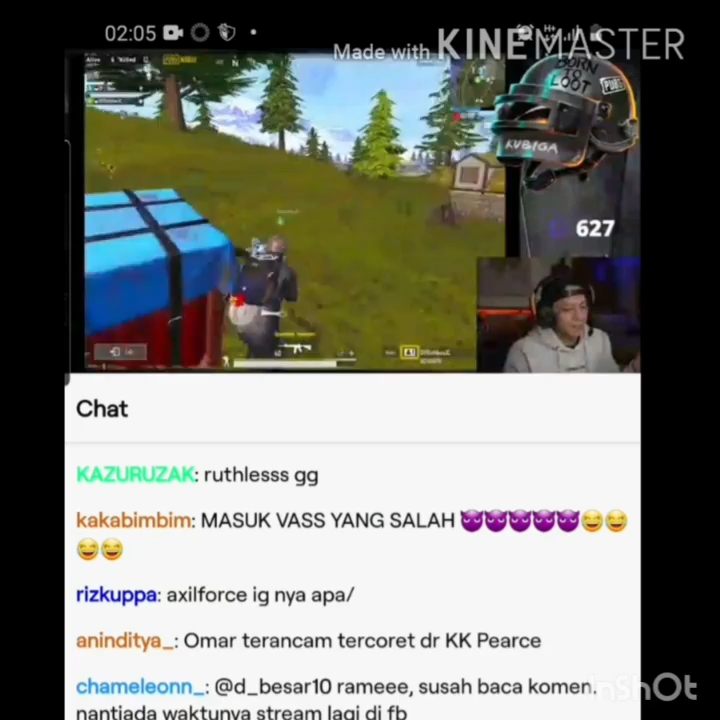 02:05
Made with KINEMASTER
N
BORN
TO
LOOT
PUBG
KUBIGA
627
Chat
KAZURUZAK: ruthlesss gg
kakabimbim: MASUK VASS YANG SALAH 😈😈😈😈😈😆😆
😆😆
rizkuppa: axilforce ig nya apa/
aninditya_: Omar terancam tercoret dr KK Pearce
chameleonn_: @d_besar10 rameee, susah baca komen.
nantiada waktunya stream lagi di fb
InShOt